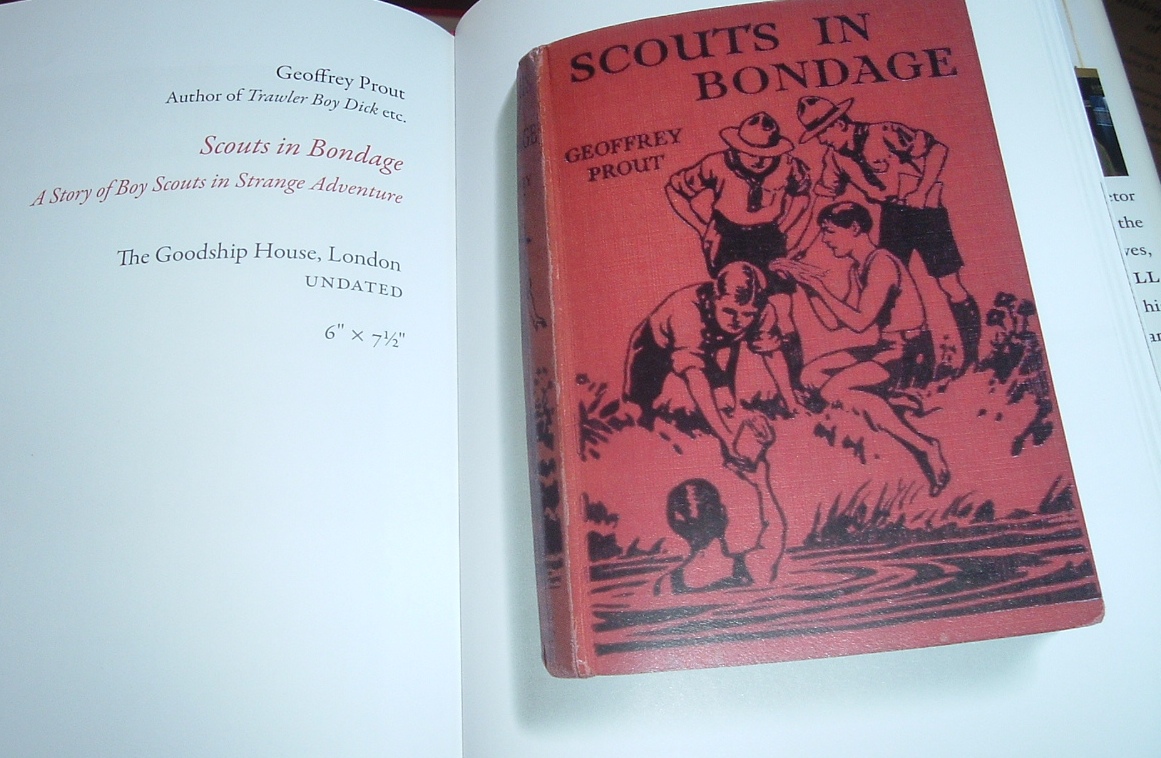 Geoffrey Prout
Author of Trawler Boy Dick etc.
Scouts in Bondage
A Story of Boy Scouts in Strange Adventure
The Goodship House, London
UNDATED
6" × 7½"
SCOUTS IN
BONDAGE
GEOFFREY
PROUT
the
LL